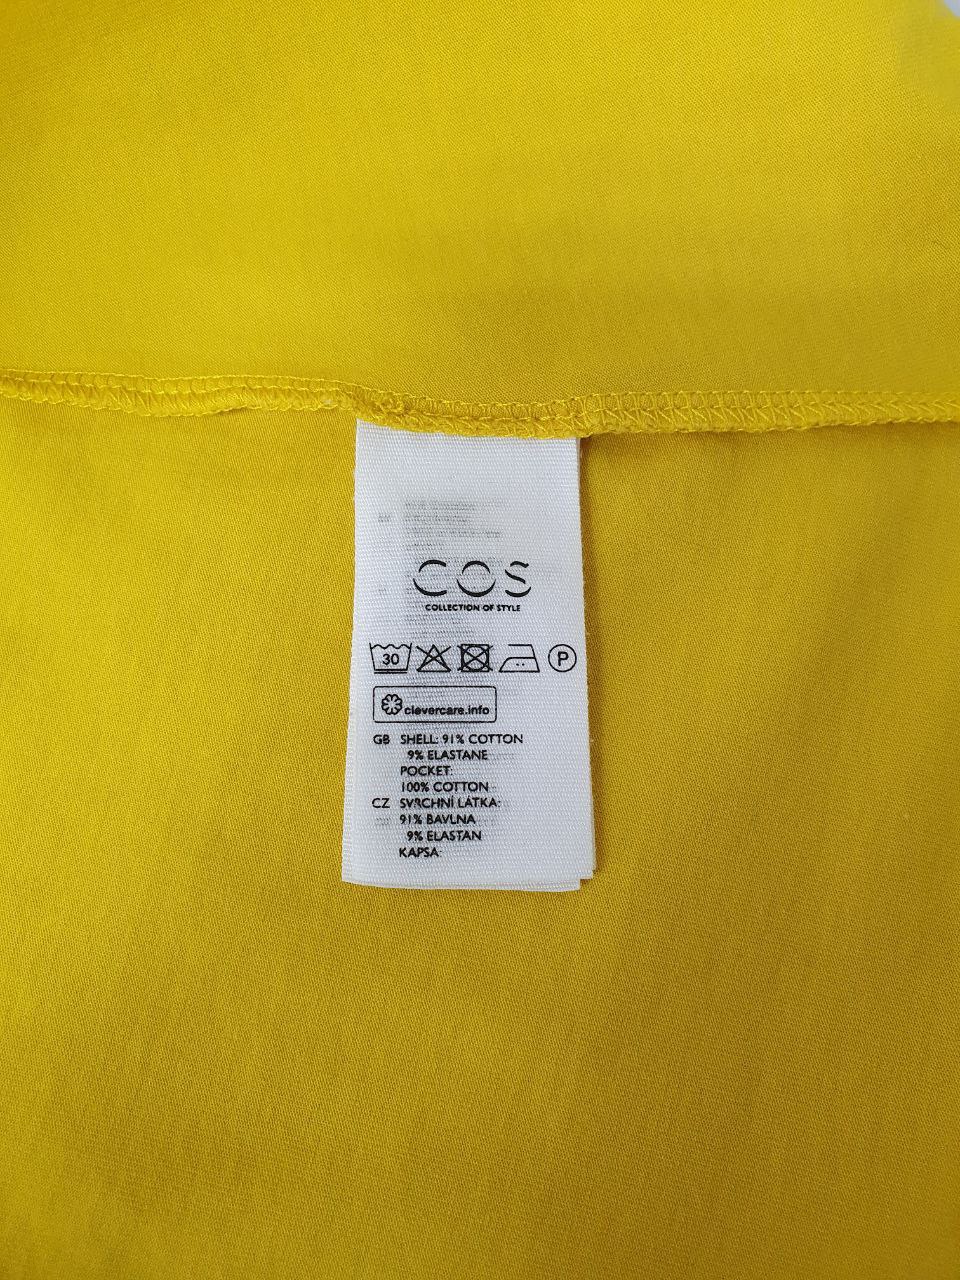 COS
COLLECTION OF STYLE
30 P
clevercare.info
GB SHELL: 91% COTTON
9% ELASTANE
POCKET:
100% COTTON
CZ SVRCHNÍ LÁTKA:
91% BAVLNA
9% ELASTAN
KAPSA: